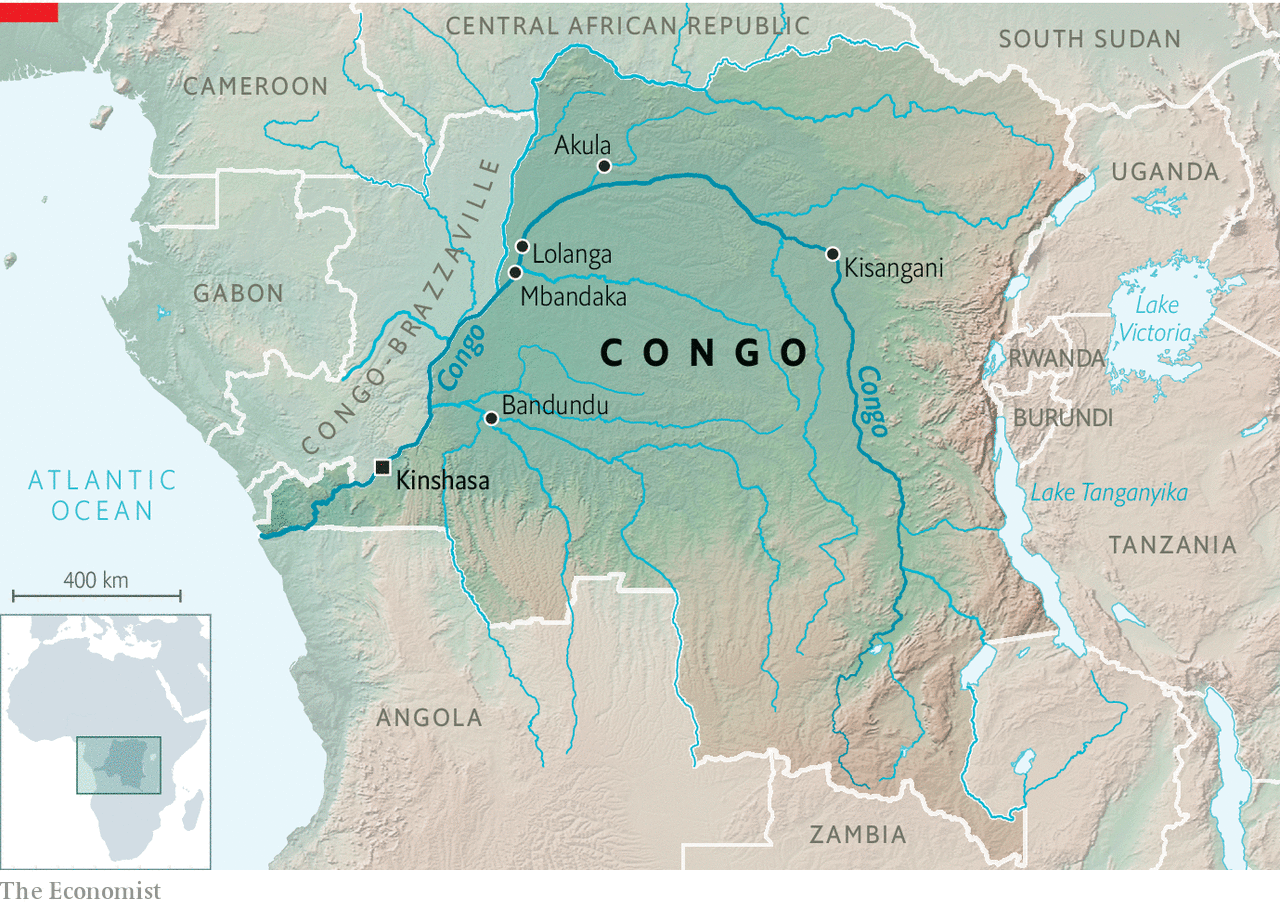 CENTRAL AFRICAN REPUBLIC
SOUTH SUDAN
CAMEROON
Akula
UGANDA
CONGO-BRAZZAVILLE
Lolanga
Kisangani
GABON
Mbandaka
Lake
Victoria
CONGO
Congo
RWANDA
Congo
Bandundu
BURUNDI
ATLANTIC
OCEAN
Kinshasa
Lake Tanganyika
TANZANIA
400 km
ANGOLA
ZAMBIA
The Economist